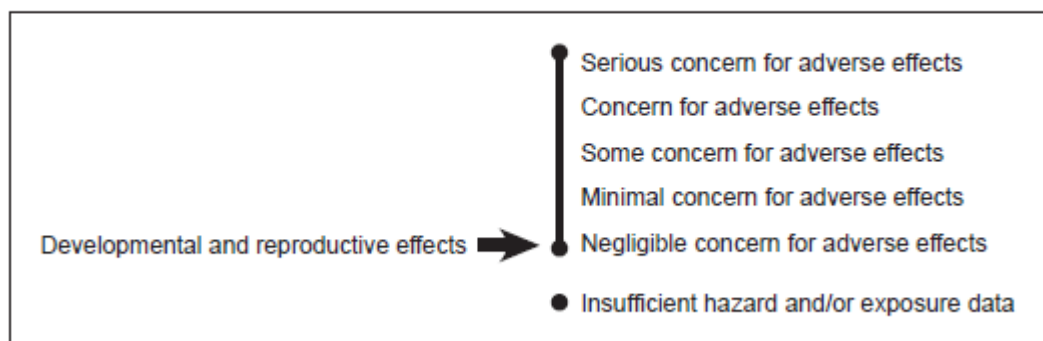 Serious concern for adverse effects
Concern for adverse effects
Some concern for adverse effects
Minimal concern for adverse effects
Developmental and reproductive effects
Negligible concern for adverse effects
Insufficient hazard and/or exposure data